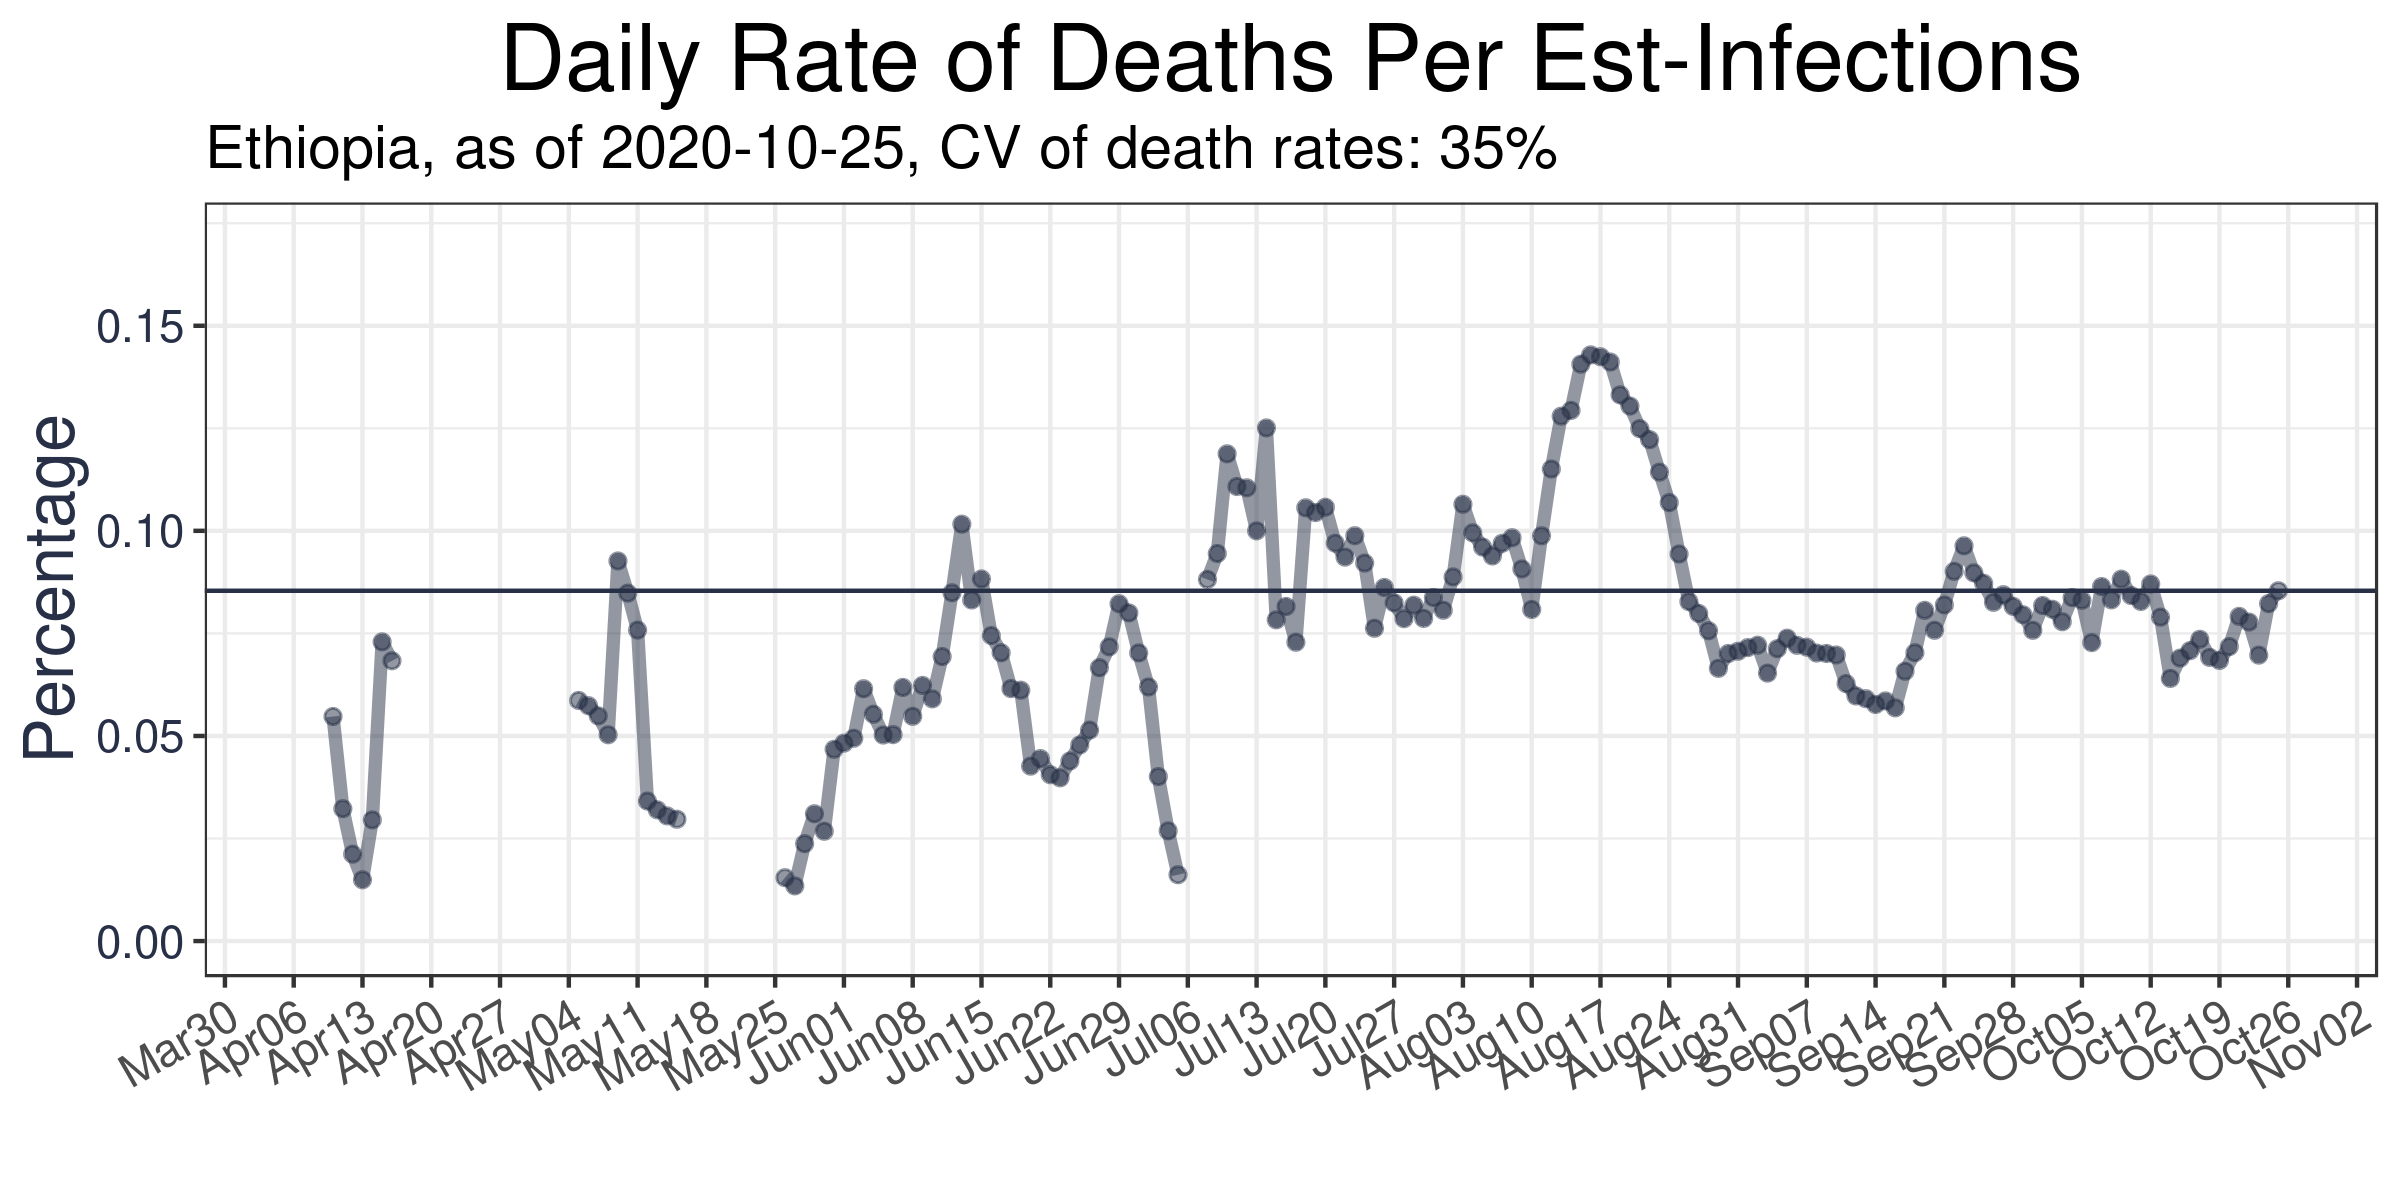 Daily Rate of Deaths Per Est-Infections
Ethiopia, as of 2020-10-25, CV of death rates: 35%
Percentage
0.15
0.10
0.05
0.00
Mar30
Apr06
Apr13
Apr20
Apr27
May04
May11
May18
May25
Jun01
Jun08
Jun15
Jun22
Jun29
Jul06
Jul13
Jul20
Jul27
Aug03
Aug10
Aug17
Aug24
Aug31
Sep07
Sep14
Sep21
Sep28
Oct05
Oct12
Oct19
Oct26
Nov02